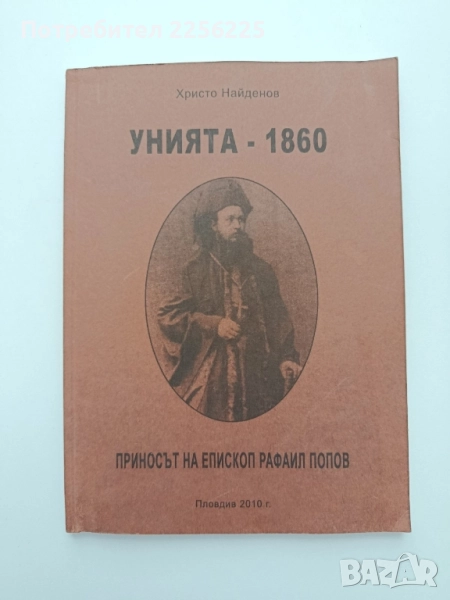 Потребител 2256225
Христо Найденов
УНИЯТА - 1860
ПРИНОСЪТ НА ЕПИСКОП РАФАИЛ ПОПОВ
Пловдив 2010 г.
BAZAR